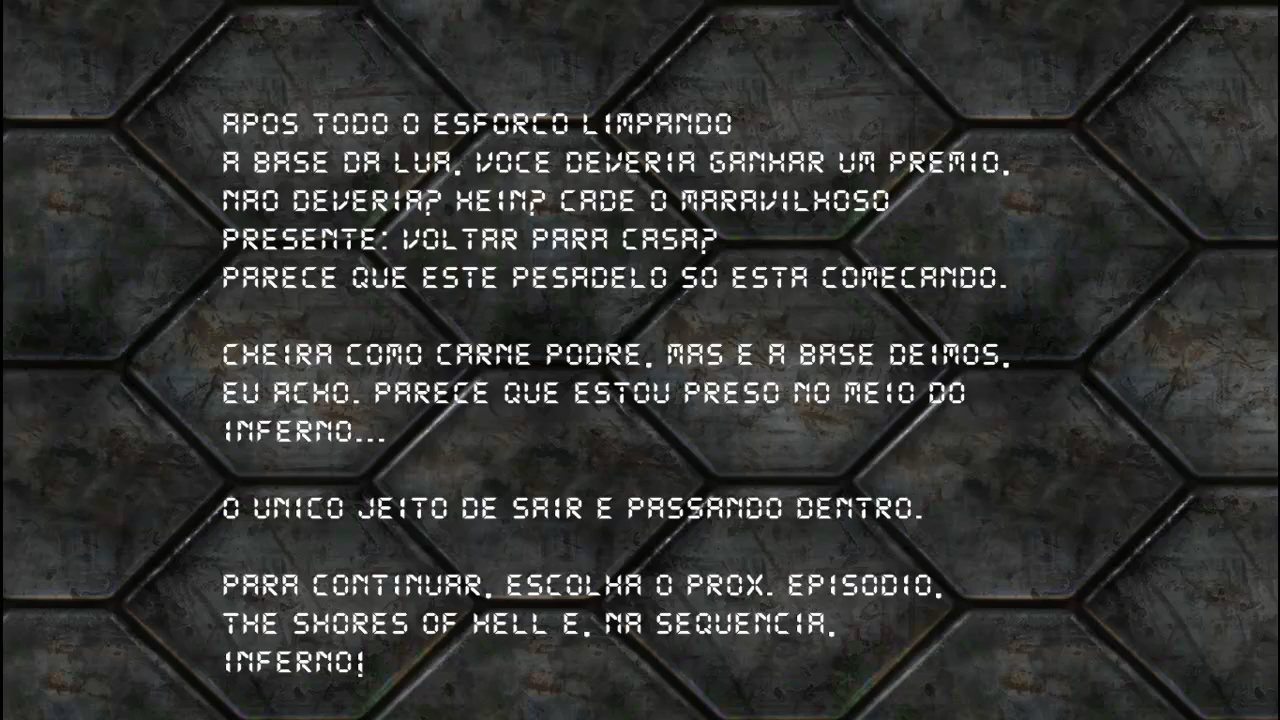 APOS TODO O ESFORCO LIMPANDO
A BASE DA LUA, VOCE DEVERIA GANHAR UM PREMIO,
NAO DEVERIA? HEIN? CADE O MARAVILHOSO
PRESENTE: VOLTAR PARA CASA?
PARECE QUE ESTE PESADELO SO ESTA COMECANDO.
CHEIRA COMO CARNE PODRE, MAS E A BASE DEIMOS,
EU ACHO. PARECE QUE ESTOU PRESO NO MEIO DO
INFERNO...
O UNICO JEITO DE SAIR E PASSANDO DENTRO.
PARA CONTINUAR, ESCOLHA O PROX. EPISODIO,
THE SHORES OF HELL E, NA SEQUENCIA,
INFERNO!